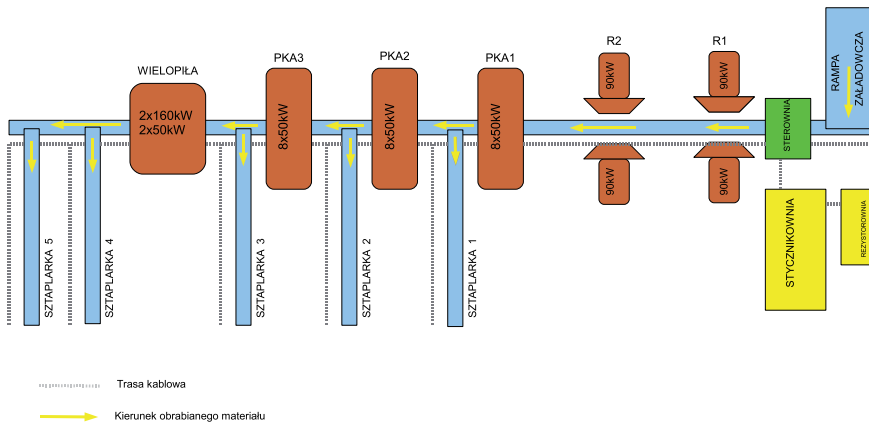 R2
R1
PKA3
PKA2
PKA1
WIELOPIŁA
RAMPA
ZAŁADOWCZA
90kW
90kW
2x160kW
2x50kW
8x50kW
8x50kW
8x50kW
STEROWNIA
90kW
90kW
STYCZNIKOWNIA
REZYSTOROWNIA
SZTAPLARKA 5
SZTAPLARKA 4
SZTAPLARKA 3
SZTAPLARKA 2
SZTAPLARKA 1
Trasa kablowa
Kierunek obrabianego materiału